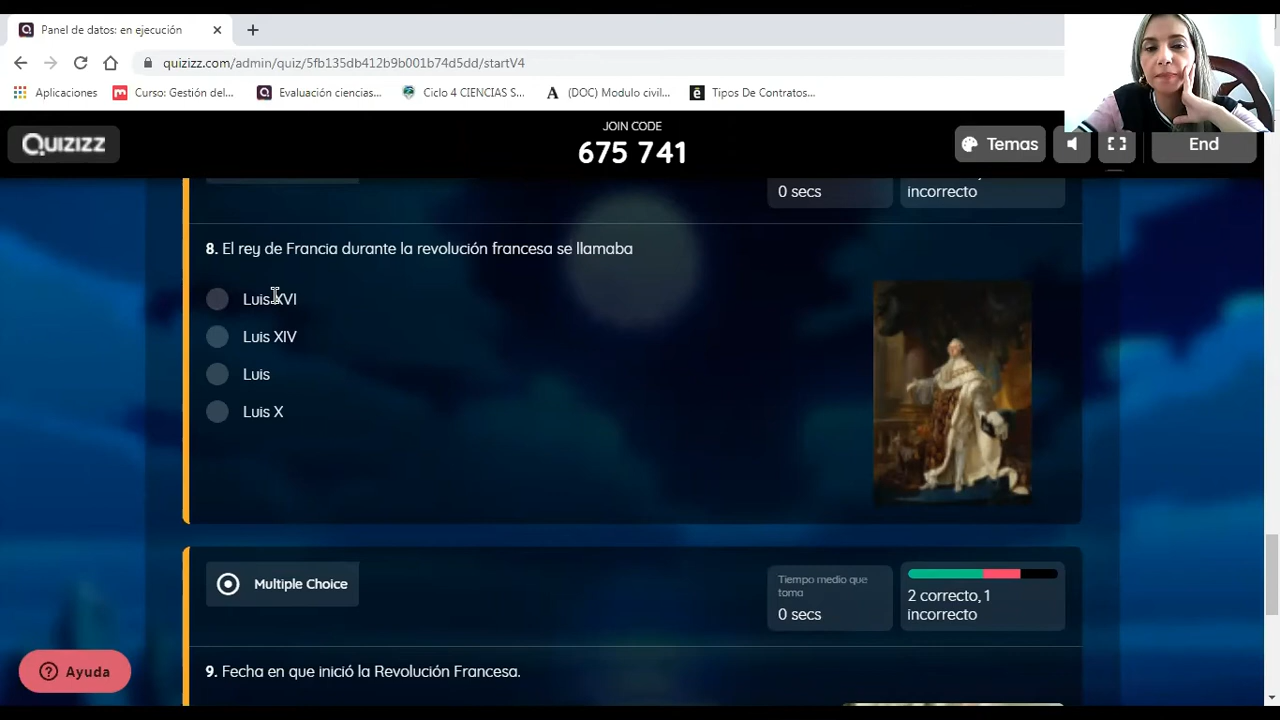 Panel de datos: en ejecución
quizizz.com/admin/quiz/5fb135db412b9b001b74d5dd/startV4
Aplicaciones
Curso: Gestión del...
Evaluación ciencias...
Ciclo 4 CIENCIAS S...
(DOC) Modulo civil...
Tipos De Contratos...
Quizizz
JOIN CODE
675 741
Temas
End
0 secs
incorrecto
8. El rey de Francia durante la revolución francesa se llamaba
Luis XVI
Luis XIV
Luis
Luis X
Multiple Choice
Tiempo medio que
toma
0 secs
2 correcto, 1
incorrecto
9. Fecha en que inició la Revolución Francesa.
Ayuda